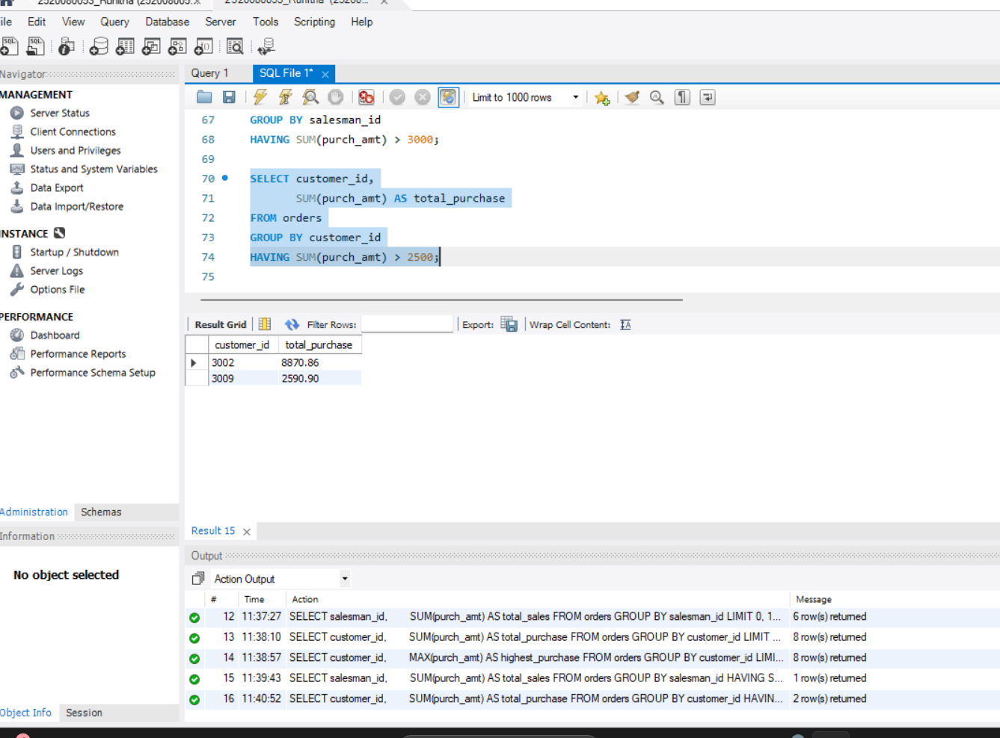 Edit View Query Database Server Tools Scripting Help
Navigator
MANAGEMENT
Server Status
Client Connections
Users and Privileges
Status and System Variables
Data Export
Data Import/Restore
INSTANCE
Startup / Shutdown
Server Logs
Options File
PERFORMANCE
Dashboard
Performance Reports
Performance Schema Setup
Administration Schemas
Information
No object selected
Object Info Session
Query 1 SQL File 1*
Limit to 1000 rows
67 GROUP BY salesman_id
68 HAVING SUM(purch_amt) > 3000;
69
70 SELECT customer_id,
71 SUM(purch_amt) AS total_purchase
72 FROM orders
73 GROUP BY customer_id
74 HAVING SUM(purch_amt) > 2500;
75
Result Grid Filter Rows: Export: Wrap Cell Content: IA
customer_id total_purchase
3002 8870.86
3009 2590.90
Result 15
Output
Action Output
# Time Action Message
12 11:37:27 SELECT salesman_id, SUM(purch_amt) AS total_sales FROM orders GROUP BY salesman_id LIMIT 0, 1... 6 row(s) returned
13 11:38:10 SELECT customer_id, SUM(purch_amt) AS total_purchase FROM orders GROUP BY customer_id LIMIT ... 8 row(s) returned
14 11:38:57 SELECT customer_id, MAX(purch_amt) AS highest_purchase FROM orders GROUP BY customer_id LIMI... 8 row(s) returned
15 11:39:43 SELECT salesman_id, SUM(purch_amt) AS total_sales FROM orders GROUP BY salesman_id HAVING S... 1 row(s) returned
16 11:40:52 SELECT customer_id, SUM(purch_amt) AS total_purchase FROM orders GROUP BY customer_id HAVIN... 2 row(s) returned